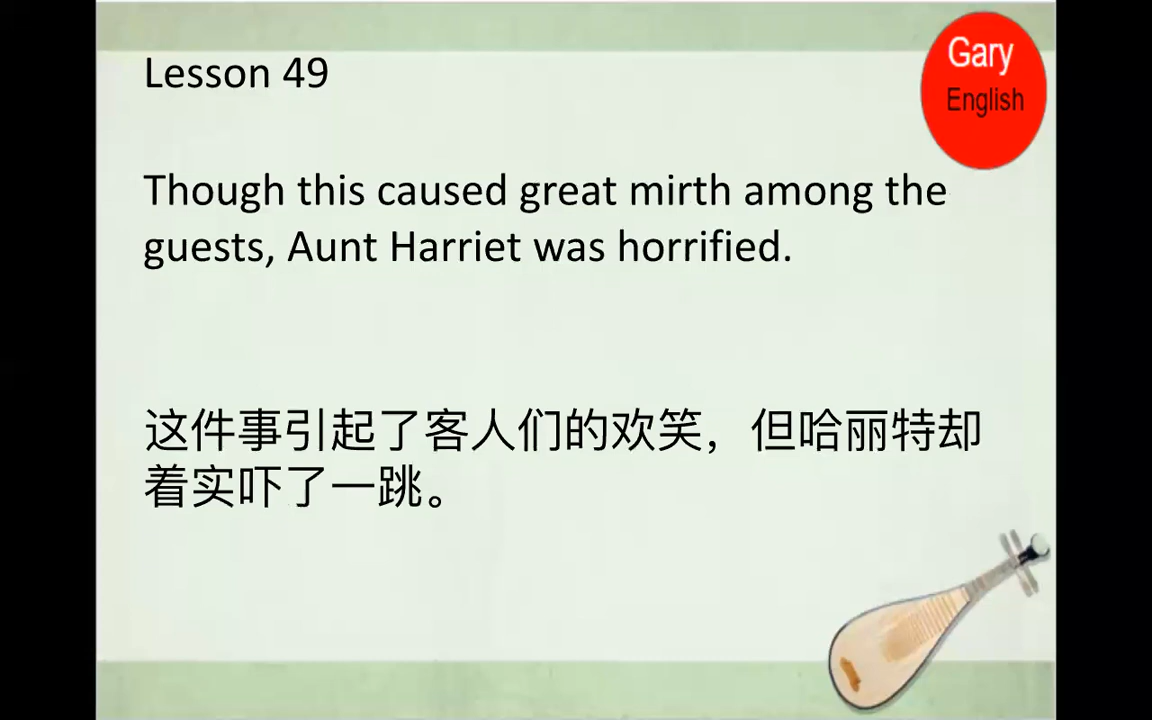 Lesson 49
Gary
English
Though this caused great mirth among the
guests, Aunt Harriet was horrified.
这件事引起了客人们的欢笑，但哈丽特却
着实吓了一跳。